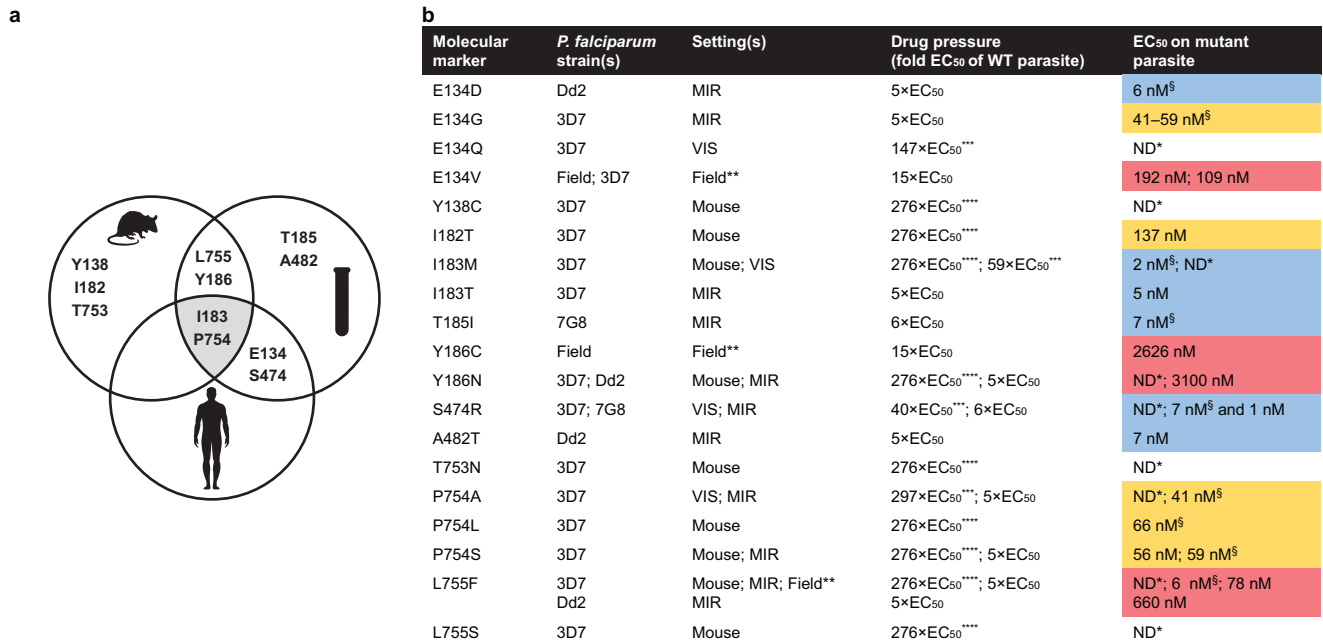 a
Y138
I182
T753
L755
Y186
T185
A482
I183
P754
E134
S474
b
Molecular marker P. falciparum strain(s) Setting(s) Drug pressure (fold EC50 of WT parasite) EC50 on mutant parasite
E134D Dd2 MIR 5×EC50 6 nM§
E134G 3D7 MIR 5×EC50 41–59 nM§
E134Q 3D7 VIS 147×EC50*** ND*
E134V Field; 3D7 Field** 15×EC50 192 nM; 109 nM
Y138C 3D7 Mouse 276×EC50**** ND*
I182T 3D7 Mouse 276×EC50**** 137 nM
I183M 3D7 Mouse; VIS 276×EC50****; 59×EC50*** 2 nM§; ND*
I183T 3D7 MIR 5×EC50 5 nM
T185I 7G8 MIR 6×EC50 7 nM§
Y186C Field Field** 15×EC50 2626 nM
Y186N 3D7; Dd2 Mouse; MIR 276×EC50****; 5×EC50 ND*; 3100 nM
S474R 3D7; 7G8 VIS; MIR 40×EC50***; 6×EC50 ND*; 7 nM§ and 1 nM
A482T Dd2 MIR 5×EC50 7 nM
T753N 3D7 Mouse 276×EC50**** ND*
P754A 3D7 VIS; MIR 297×EC50***; 5×EC50 ND*; 41 nM§
P754L 3D7 Mouse 276×EC50**** 66 nM§
P754S 3D7 Mouse; MIR 276×EC50****; 5×EC50 56 nM; 59 nM§
L755F 3D7 Mouse; MIR; Field** 276×EC50****; 5×EC50 ND*; 6 nM§; 78 nM
Dd2 MIR 5×EC50 660 nM
L755S 3D7 Mouse 276×EC50**** ND*